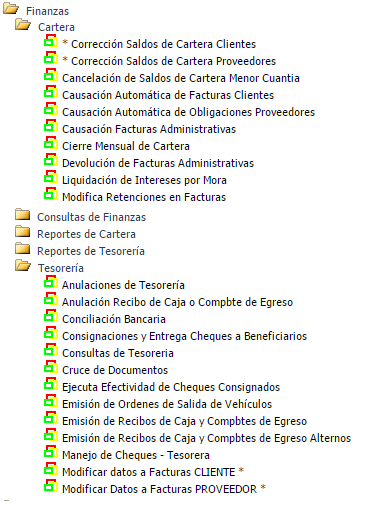 Finanzas
Cartera
* Corrección Saldos de Cartera Clientes
* Corrección Saldos de Cartera Proveedores
Cancelación de Saldos de Cartera Menor Cuantia
Causación Automática de Facturas Clientes
Causación Automática de Obligaciones Proveedores
Causación Facturas Administrativas
Cierre Mensual de Cartera
Devolución de Facturas Administrativas
Liquidación de Intereses por Mora
Modifica Retenciones en Facturas
Consultas de Finanzas
Reportes de Cartera
Reportes de Tesorería
Tesorería
Anulaciones de Tesorería
Anulación Recibo de Caja o Compbte de Egreso
Conciliación Bancaria
Consignaciones y Entrega Cheques a Beneficiarios
Consultas de Tesoreria
Cruce de Documentos
Ejecuta Efectividad de Cheques Consignados
Emisión de Ordenes de Salida de Vehículos
Emisión de Recibos de Caja y Compbtes de Egreso
Emisión de Recibos de Caja y Compbtes de Egreso Alternos
Manejo de Cheques - Tesorera
Modificar datos a Facturas CLIENTE *
Modificar Datos a Facturas PROVEEDOR *